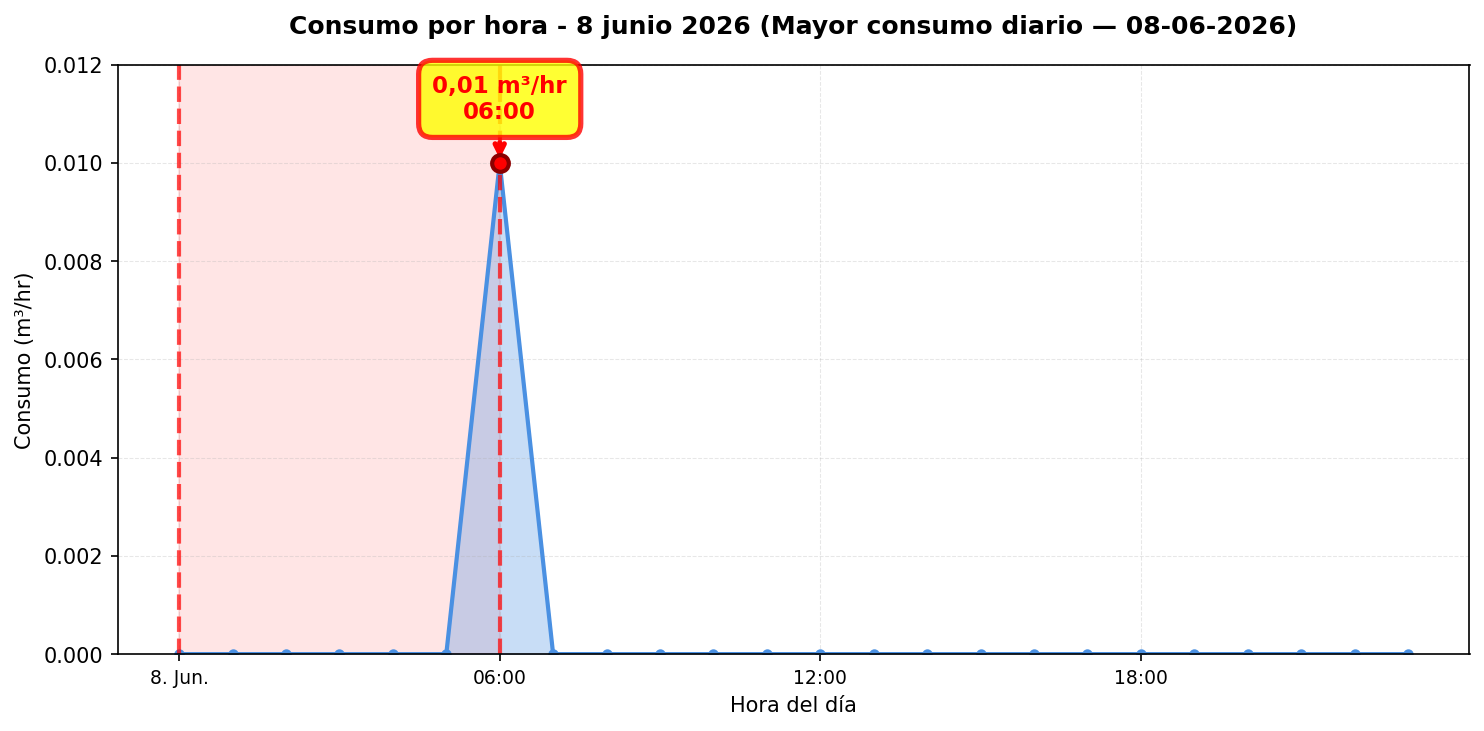 Consumo por hora - 8 junio 2026 (Mayor consumo diario — 08-06-2026)
0,01 m³/hr
06:00
Consumo (m³/hr)
0.012
0.010
0.008
0.006
0.004
0.002
0.000
8. Jun.
06:00
12:00
18:00
Hora del día